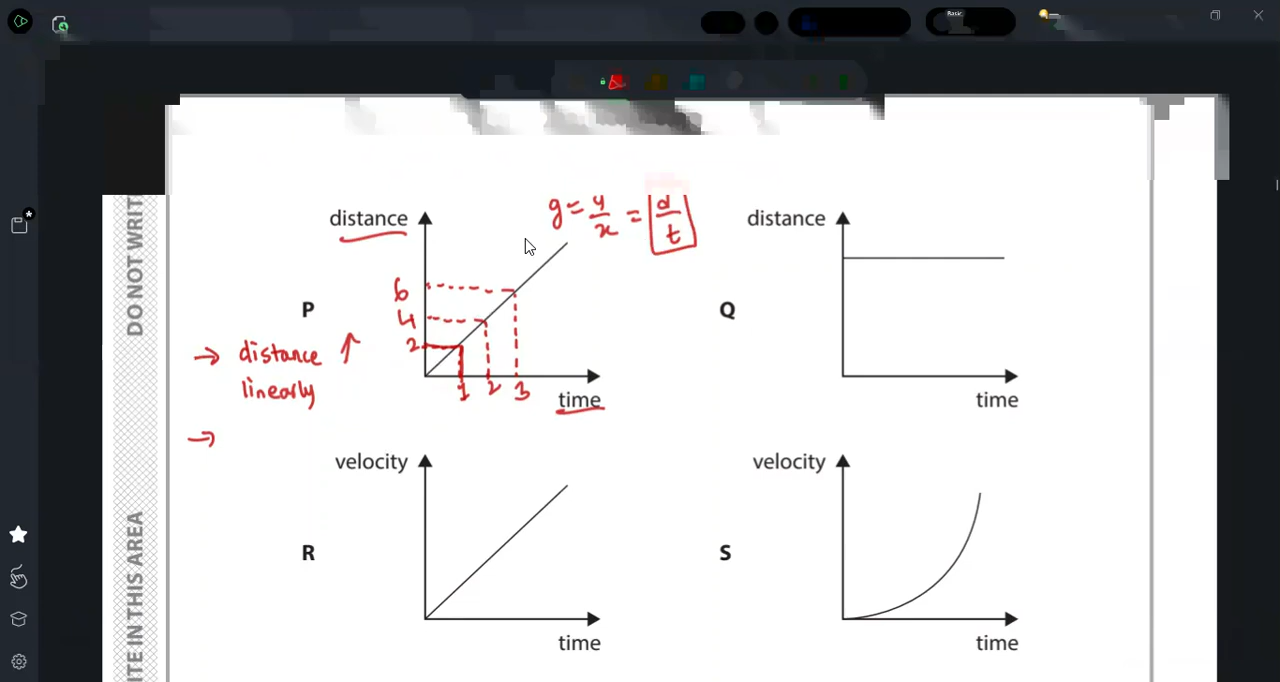 Basic
DO NOT WRIT
distance
g = y/x = d/t
distance
P
6
4
2
1 2 3
time
→ distance ↑
linearly
→
Q
time
velocity
R
time
velocity
S
time
ITE IN THIS AREA